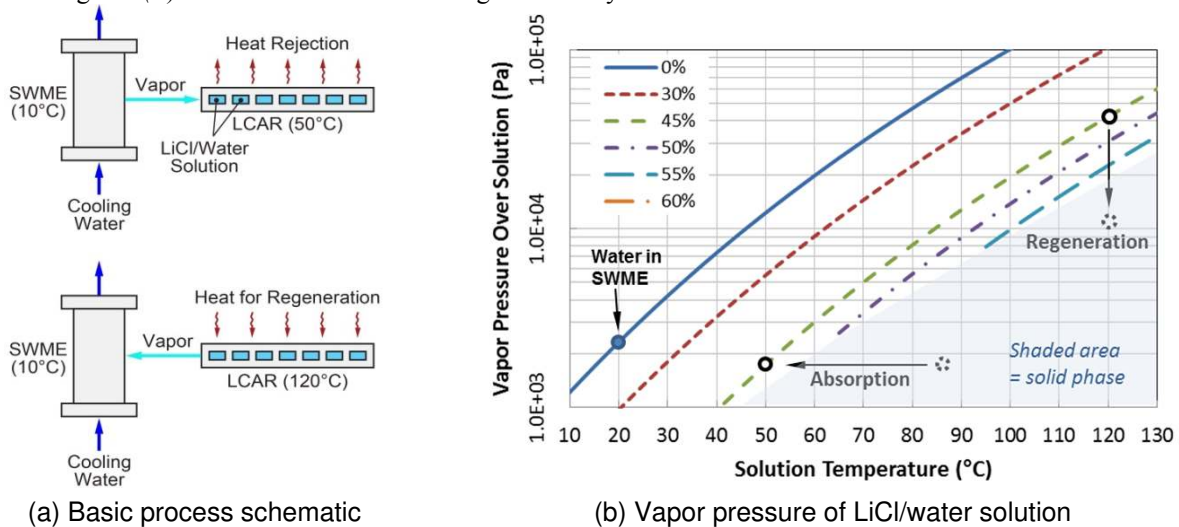 Heat Rejection
SWME
(10°C)
Vapor
LCAR (50°C)
LiCl/Water
Solution
Cooling
Water
Heat for Regeneration
SWME
(10°C)
Vapor
LCAR (120°C)
Cooling
Water
(a) Basic process schematic
Vapor Pressure Over Solution (Pa)
1.0E+05
1.0E+04
1.0E+03
0%
30%
45%
50%
55%
60%
Water in
SWME
Regeneration
Absorption
Shaded area
= solid phase
10 20 30 40 50 60 70 80 90 100 110 120 130
Solution Temperature (°C)
(b) Vapor pressure of LiCl/water solution